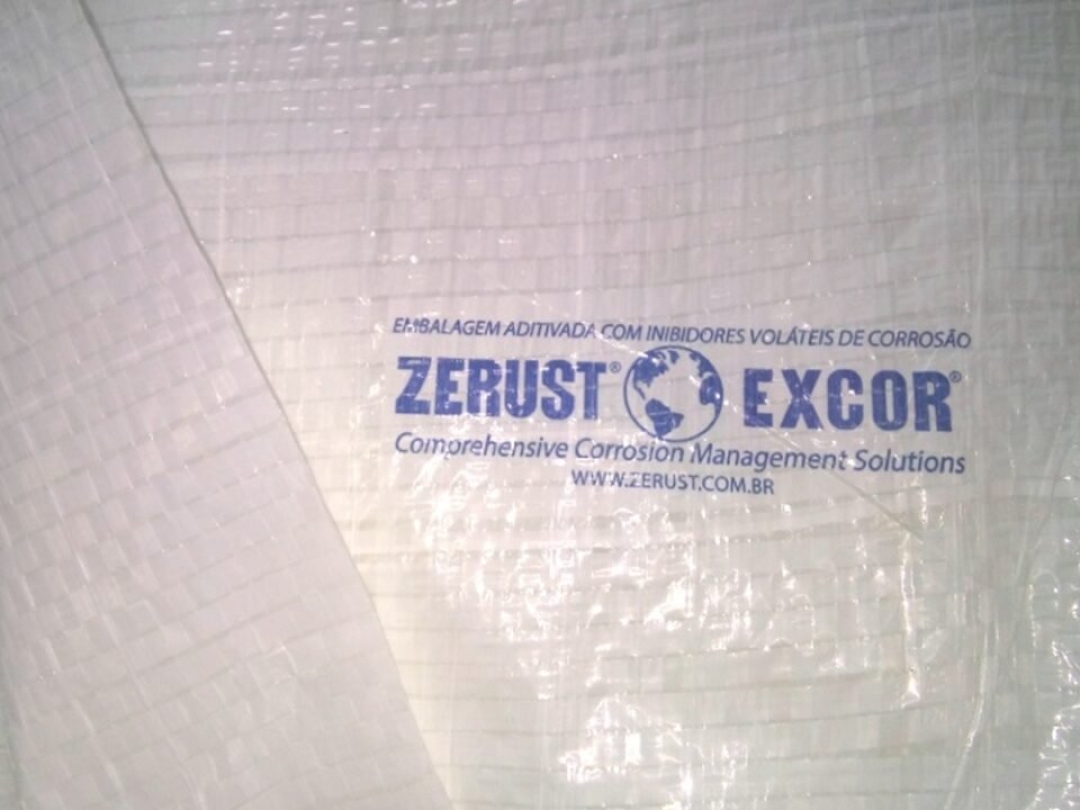 EMBALAGEM ADITIVADA COM INIBIDORES VOLÁTEIS DE CORROSÃO
ZERUST® EXCOR®
Comprehensive Corrosion Management Solutions
WWW.ZERUST.COM.BR